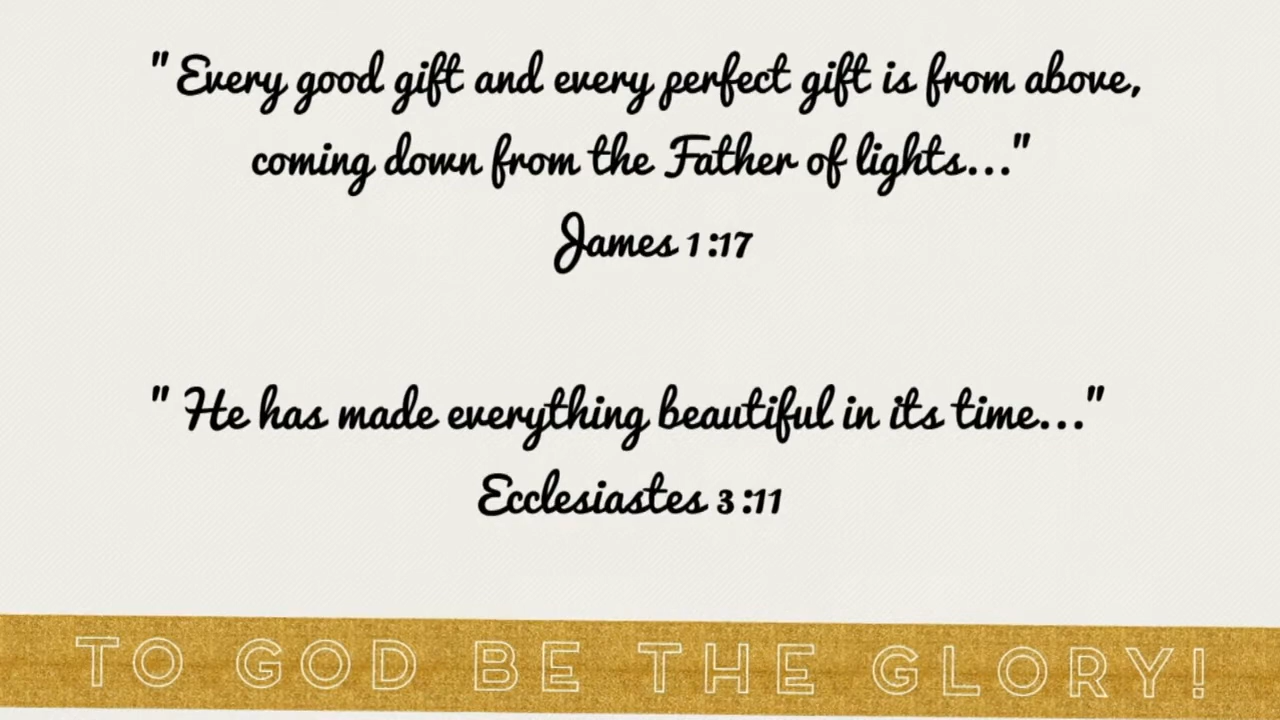 " Every good gift and every perfect gift is from above,
coming down from the Father of lights..."
James 1:17
" He has made everything beautiful in its time..."
Ecclesiastes 3:11
TO GOD BE THE GLORY!